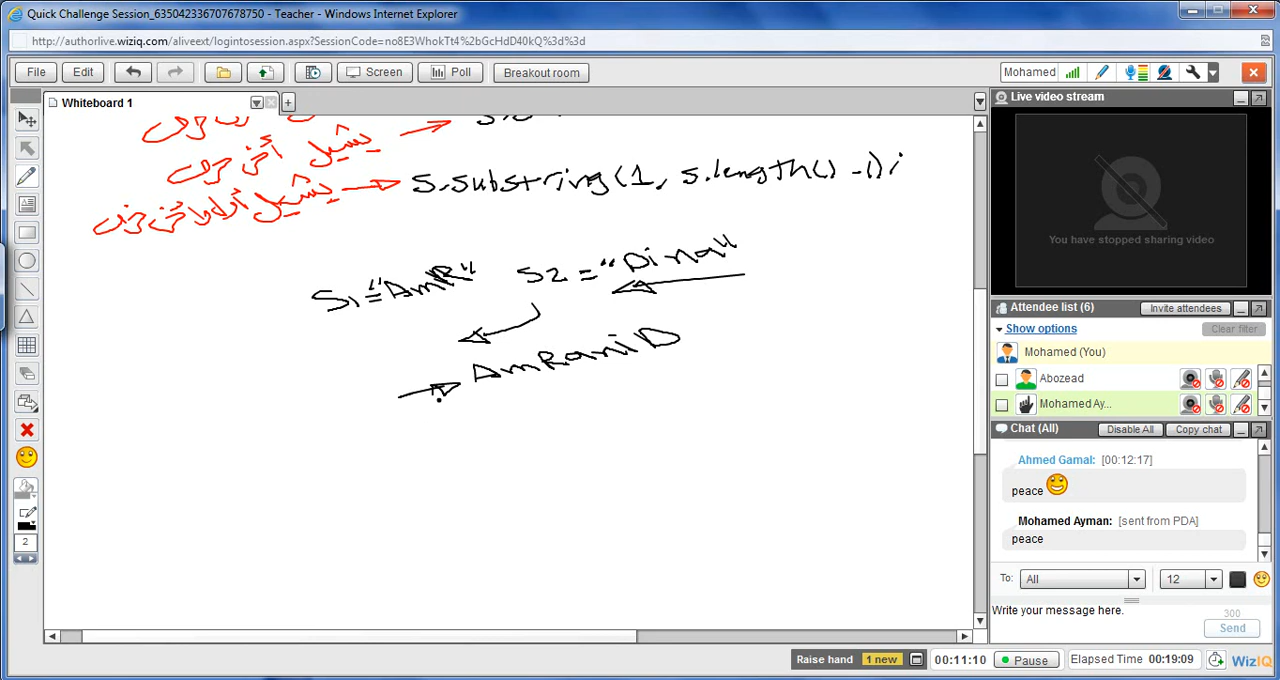 Quick Challenge Session_635042336707678750 - Teacher - Windows Internet Explorer
http://authorlive.wiziq.com/aliveext/logintosession.aspx?SessionCode=no8E3WhokTt4%2bGcHdD40kQ%3d%3d
File Edit Screen Poll Breakout room Mohamed
Whiteboard 1
يشيل أخر حرف
يشيل أول وأخر حرف
s.substring(1, s.length() -1);
S1="AmR" S2="Dina"
AmRaniD
Live video stream
You have stopped sharing video
Attendee list (6) Invite attendees
Show options Clear filter
Mohamed (You)
Abozead
Mohamed Ay...
Chat (All) Disable All Copy chat
Ahmed Gamal: [00:12:17]
peace
Mohamed Ayman: [sent from PDA]
peace
To: All 12
Write your message here.
300
Send
2
Raise hand 1 new 00:11:10 Pause Elapsed Time 00:19:09 WizIQ